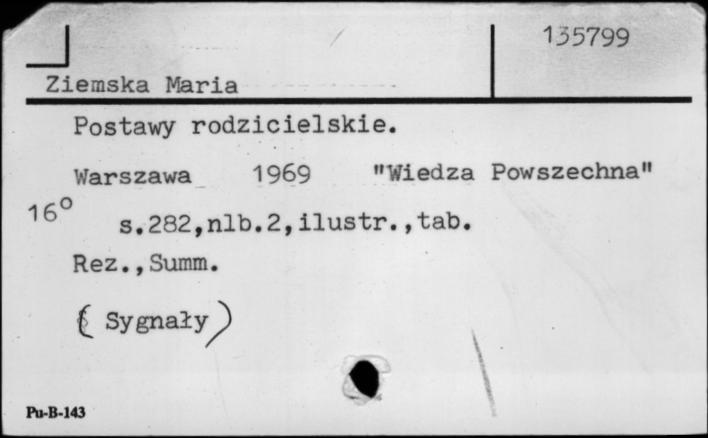 135799
Ziemska Maria
Postawy rodzicielskie.
Warszawa 1969 "Wiedza Powszechna"
16°
s.282,nlb.2,ilustr.,tab.
Rez.,Summ.
( Sygnały )
Pu-B-143